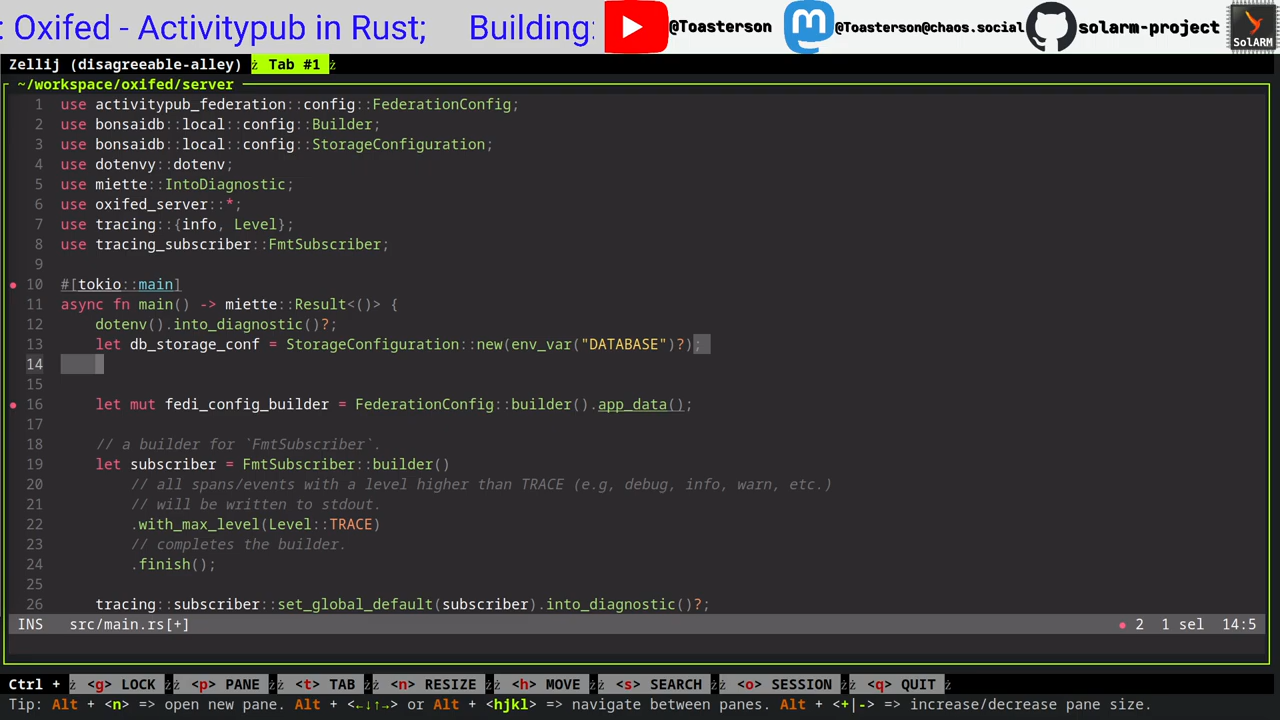 : Oxifed - Activitypub in Rust;     Building:
@Toasterson
@Toasterson@chaos.social
solarm-project
SolARM
Zellij (disagreeable-alley)  Tab #1
~/workspace/oxifed/server
1 use activitypub_federation::config::FederationConfig;
2 use bonsaidb::local::config::Builder;
3 use bonsaidb::local::config::StorageConfiguration;
4 use dotenvy::dotenv;
5 use miette::IntoDiagnostic;
6 use oxifed_server::*;
7 use tracing::{info, Level};
8 use tracing_subscriber::FmtSubscriber;
9
10 #[tokio::main]
11 async fn main() -> miette::Result<()> {
12     dotenv().into_diagnostic()?;
13     let db_storage_conf = StorageConfiguration::new(env_var("DATABASE")?);
14
15
16     let mut fedi_config_builder = FederationConfig::builder().app_data();
17
18     // a builder for `FmtSubscriber`.
19     let subscriber = FmtSubscriber::builder()
20         // all spans/events with a level higher than TRACE (e.g, debug, info, warn, etc.)
21         // will be written to stdout.
22         .with_max_level(Level::TRACE)
23         // completes the builder.
24         .finish();
25
26     tracing::subscriber::set_global_default(subscriber).into_diagnostic()?;
INS   src/main.rs[+]   ● 2  1 sel  14:5
Ctrl + <g> LOCK <p> PANE <t> TAB <n> RESIZE <h> MOVE <s> SEARCH <o> SESSION <q> QUIT
Tip: Alt + <n> => open new pane. Alt + <←↓↑→> or Alt + <hjkl> => navigate between panes. Alt + <+|-> => increase/decrease pane size.